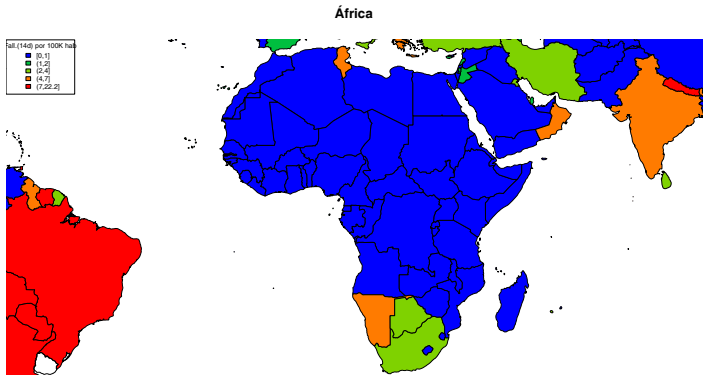 África
Fall.(14d) por 100K hab
[0,1]
(1,2]
(2,4]
(4,7]
(7,22.2]